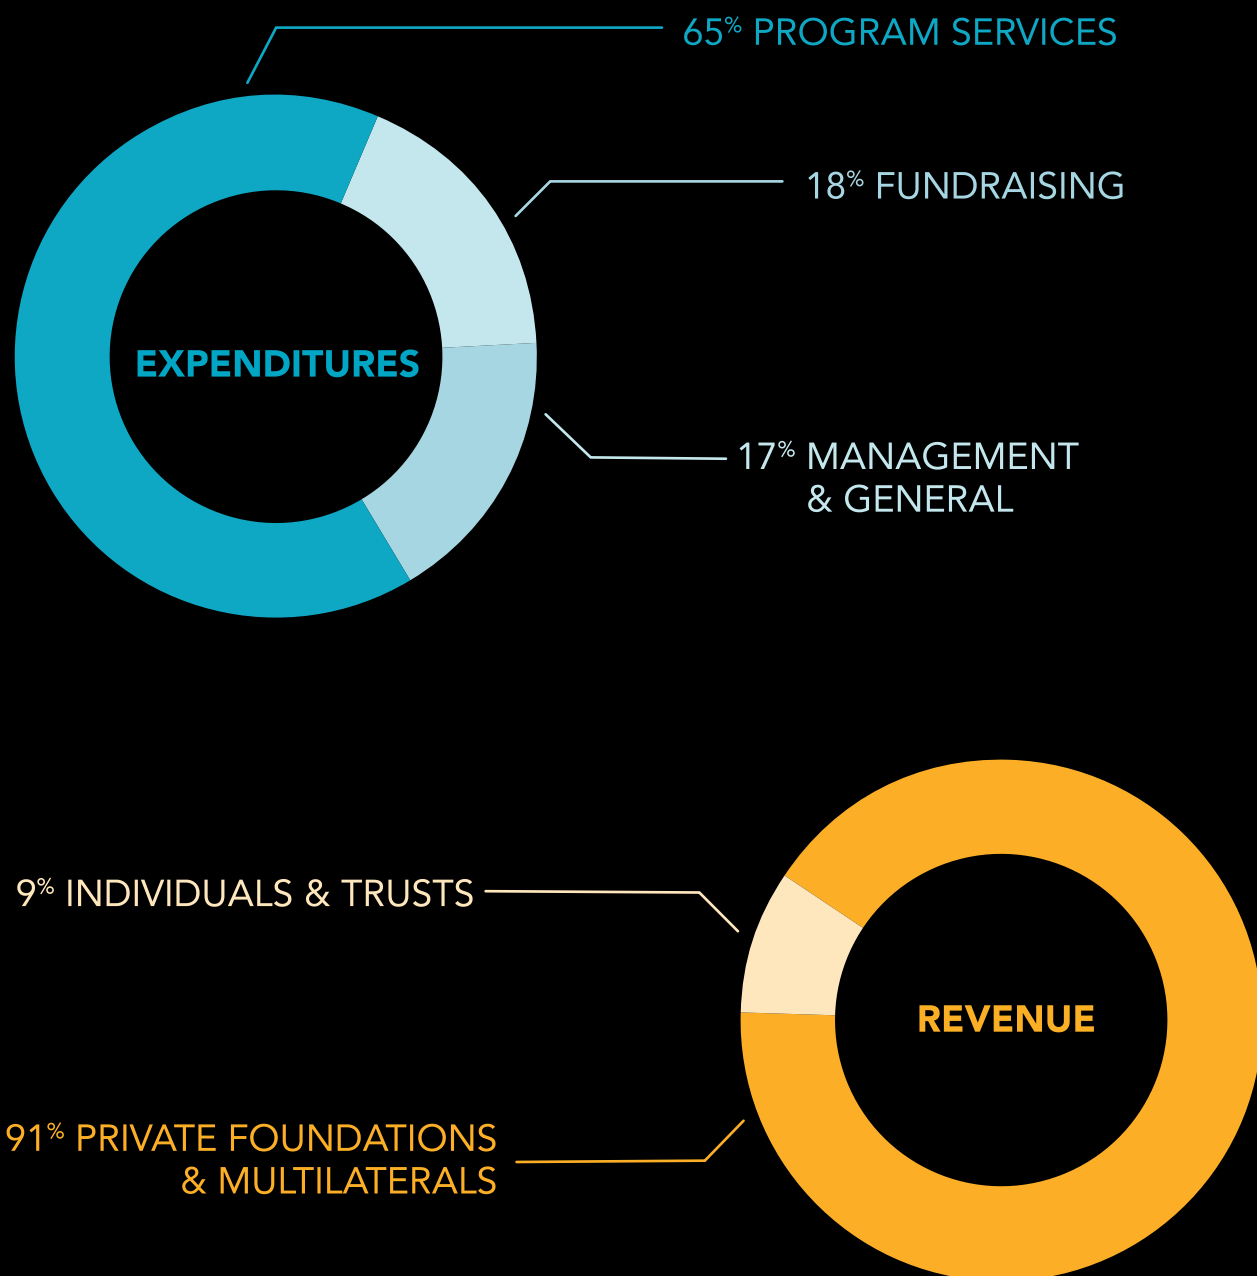 65% PROGRAM SERVICES
18% FUNDRAISING
EXPENDITURES
17% MANAGEMENT
& GENERAL
9% INDIVIDUALS & TRUSTS
REVENUE
91% PRIVATE FOUNDATIONS
& MULTILATERALS